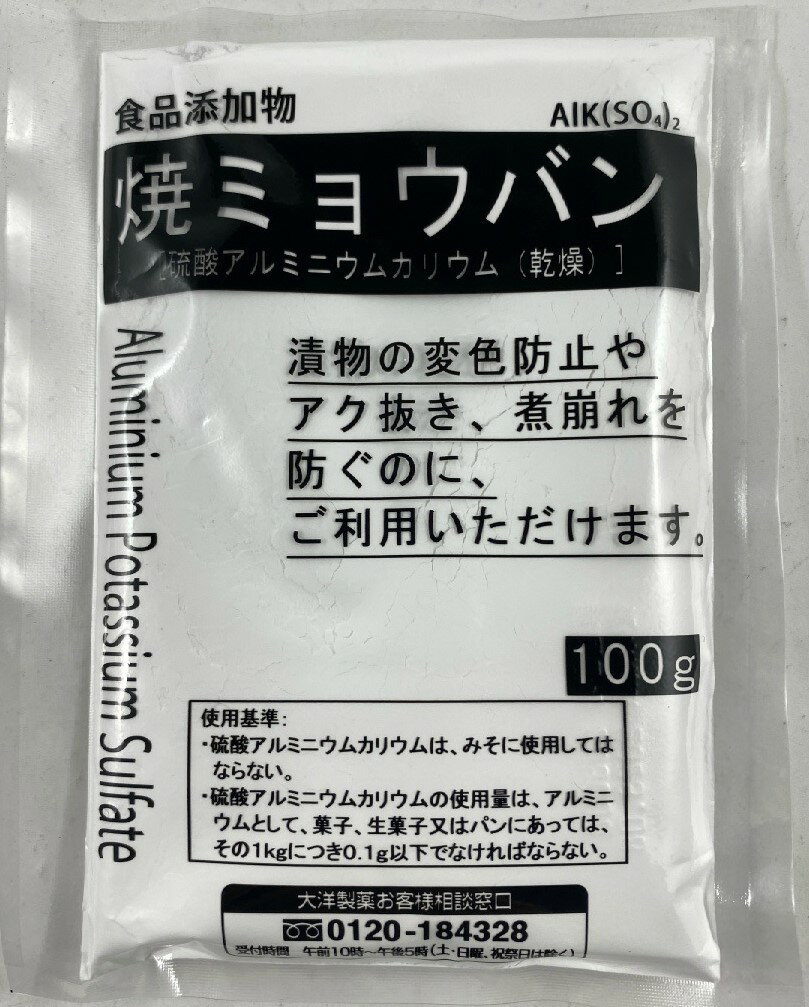 食品添加物
AlK(SO₄)₂
焼ミョウバン
[硫酸アルミニウムカリウム（乾燥）]
Aluminium Potassium Sulfate
漬物の変色防止や
アク抜き、煮崩れを
防ぐのに、
ご利用いただけます。
100g
使用基準:
・硫酸アルミニウムカリウムは、みそに使用しては
ならない。
・硫酸アルミニウムカリウムの使用量は、アルミニ
ウムとして、菓子、生菓子又はパンにあっては、
その1kgにつき0.1g以下でなければならない。
大洋製薬お客様相談窓口
0120-184328
受付時間 午前10時～午後5時(土・日曜、祝祭日は除く)